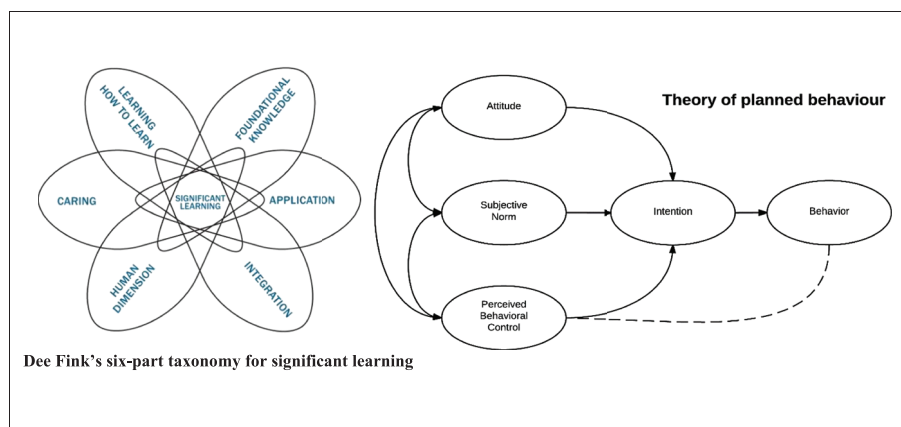 LEARNING
HOW TO LEARN
FOUNDATIONAL
KNOWLEDGE
CARING
SIGNIFICANT
LEARNING
APPLICATION
HUMAN
DIMENSION
INTEGRATION
Dee Fink's six-part taxonomy for significant learning
Theory of planned behaviour
Attitude
Subjective
Norm
Intention
Behavior
Perceived
Behavioral
Control